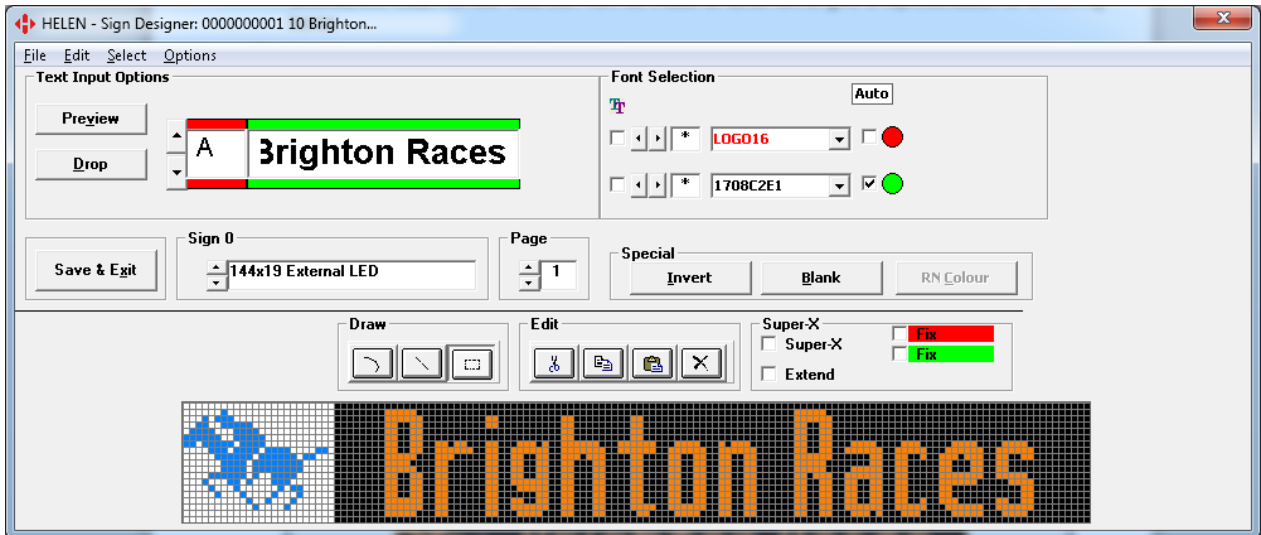 HELEN - Sign Designer: 0000000001 10 Brighton...
File Edit Select Options
Text Input Options
Font Selection
Auto
Preview
Drop
A
Brighton Races
* LOGO16
* 1708C2E1
Save & Exit
Sign 0
144x19 External LED
Page
1
Special
Invert
Blank
RN Colour
Draw
Edit
Super-X
Super-X
Extend
Fix
Fix
Brighton Races